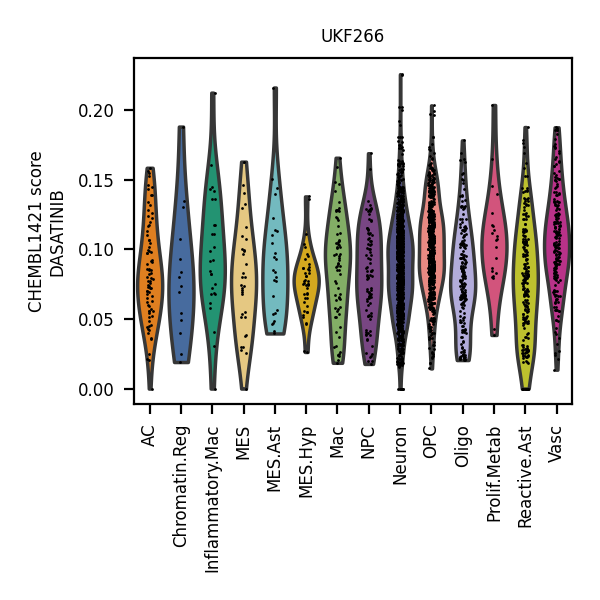 UKF266
CHEMBL1421 score
DASATINIB
0.20
0.15
0.10
0.05
0.00
AC
Chromatin.Reg
Inflammatory.Mac
MES
MES.Ast
MES.Hyp
Mac
NPC
Neuron
OPC
Oligo
Prolif.Metab
Reactive.Ast
Vasc